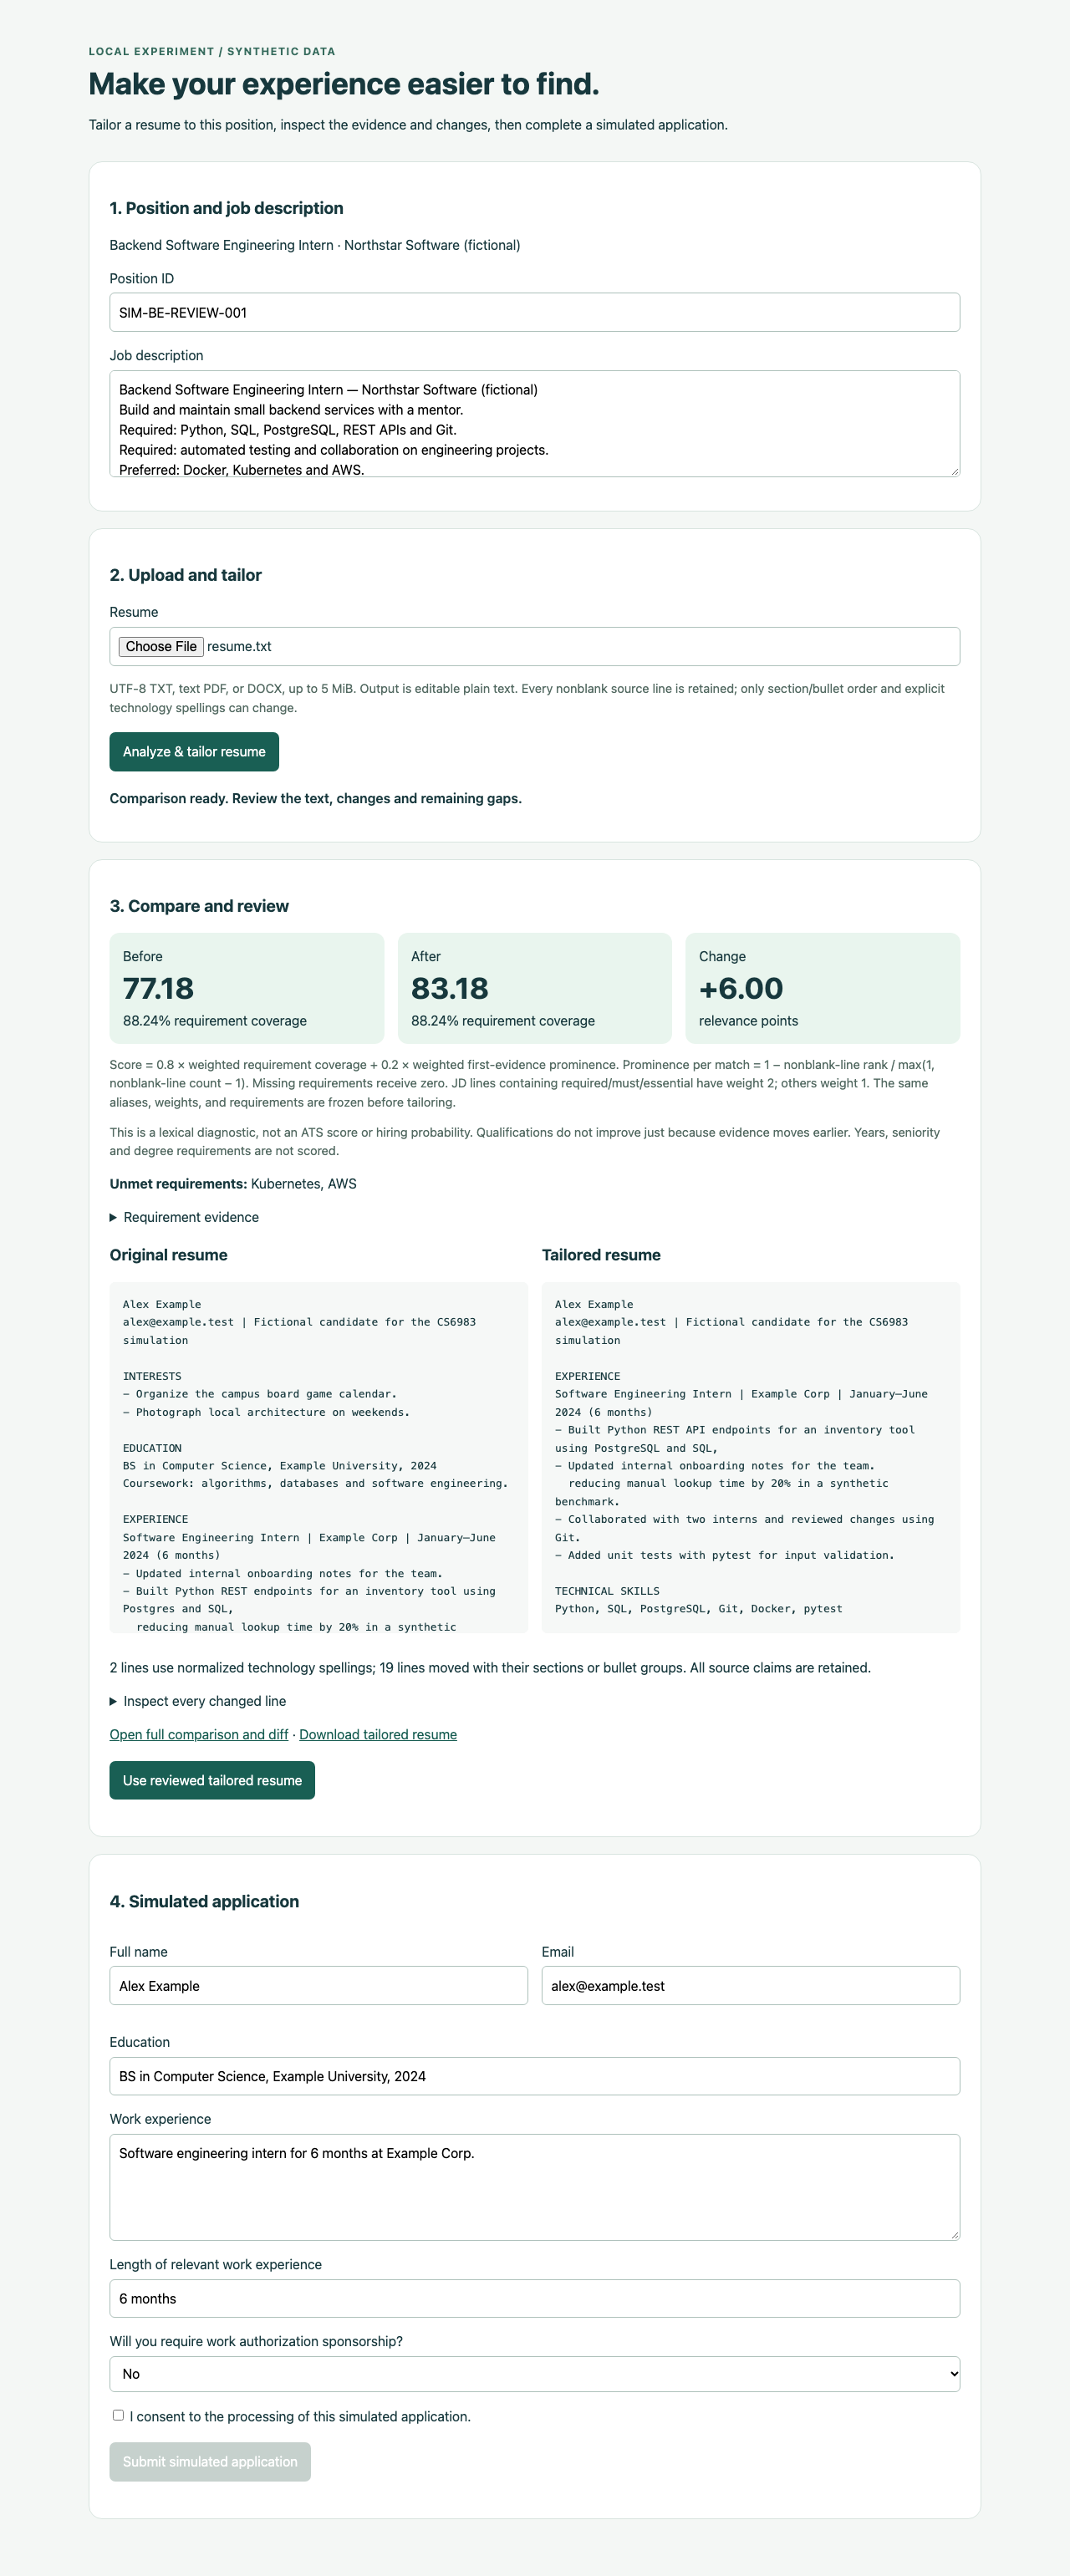 LOCAL EXPERIMENT / SYNTHETIC DATA
Make your experience easier to find.
Tailor a resume to this position, inspect the evidence and changes, then complete a simulated application.
1. Position and job description
Backend Software Engineering Intern · Northstar Software (fictional)
Position ID
SIM-BE-REVIEW-001
Job description
Backend Software Engineering Intern — Northstar Software (fictional)
Build and maintain small backend services with a mentor.
Required: Python, SQL, PostgreSQL, REST APIs and Git.
Required: automated testing and collaboration on engineering projects.
Preferred: Docker, Kubernetes and AWS.
2. Upload and tailor
Resume
Choose File resume.txt
UTF-8 TXT, text PDF, or DOCX, up to 5 MiB. Output is editable plain text. Every nonblank source line is retained; only section/bullet order and explicit
technology spellings can change.
Analyze & tailor resume
Comparison ready. Review the text, changes and remaining gaps.
3. Compare and review
Before
77.18
88.24% requirement coverage
After
83.18
88.24% requirement coverage
Change
+6.00
relevance points
Score = 0.8 × weighted requirement coverage + 0.2 × weighted first-evidence prominence. Prominence per match = 1 − nonblank-line rank / max(1,
nonblank-line count − 1). Missing requirements receive zero. JD lines containing required/must/essential have weight 2; others weight 1. The same
aliases, weights, and requirements are frozen before tailoring.
This is a lexical diagnostic, not an ATS score or hiring probability. Qualifications do not improve just because evidence moves earlier. Years, seniority
and degree requirements are not scored.
Unmet requirements: Kubernetes, AWS
Requirement evidence
Original resume
Alex Example
alex@example.test | Fictional candidate for the CS6983
simulation
INTERESTS
- Organize the campus board game calendar.
- Photograph local architecture on weekends.
EDUCATION
BS in Computer Science, Example University, 2024
Coursework: algorithms, databases and software engineering.
EXPERIENCE
Software Engineering Intern | Example Corp | January–June
2024 (6 months)
- Updated internal onboarding notes for the team.
- Built Python REST endpoints for an inventory tool using
Postgres and SQL,
reducing manual lookup time by 20% in a synthetic
Tailored resume
Alex Example
alex@example.test | Fictional candidate for the CS6983
simulation
EXPERIENCE
Software Engineering Intern | Example Corp | January–June
2024 (6 months)
- Built Python REST API endpoints for an inventory tool
using PostgreSQL and SQL,
- Updated internal onboarding notes for the team.
reducing manual lookup time by 20% in a synthetic
benchmark.
- Collaborated with two interns and reviewed changes using
Git.
- Added unit tests with pytest for input validation.
TECHNICAL SKILLS
Python, SQL, PostgreSQL, Git, Docker, pytest
2 lines use normalized technology spellings; 19 lines moved with their sections or bullet groups. All source claims are retained.
Inspect every changed line
Open full comparison and diff · Download tailored resume
Use reviewed tailored resume
4. Simulated application
Full name
Alex Example
Email
alex@example.test
Education
BS in Computer Science, Example University, 2024
Work experience
Software engineering intern for 6 months at Example Corp.
Length of relevant work experience
6 months
Will you require work authorization sponsorship?
No
I consent to the processing of this simulated application.
Submit simulated application